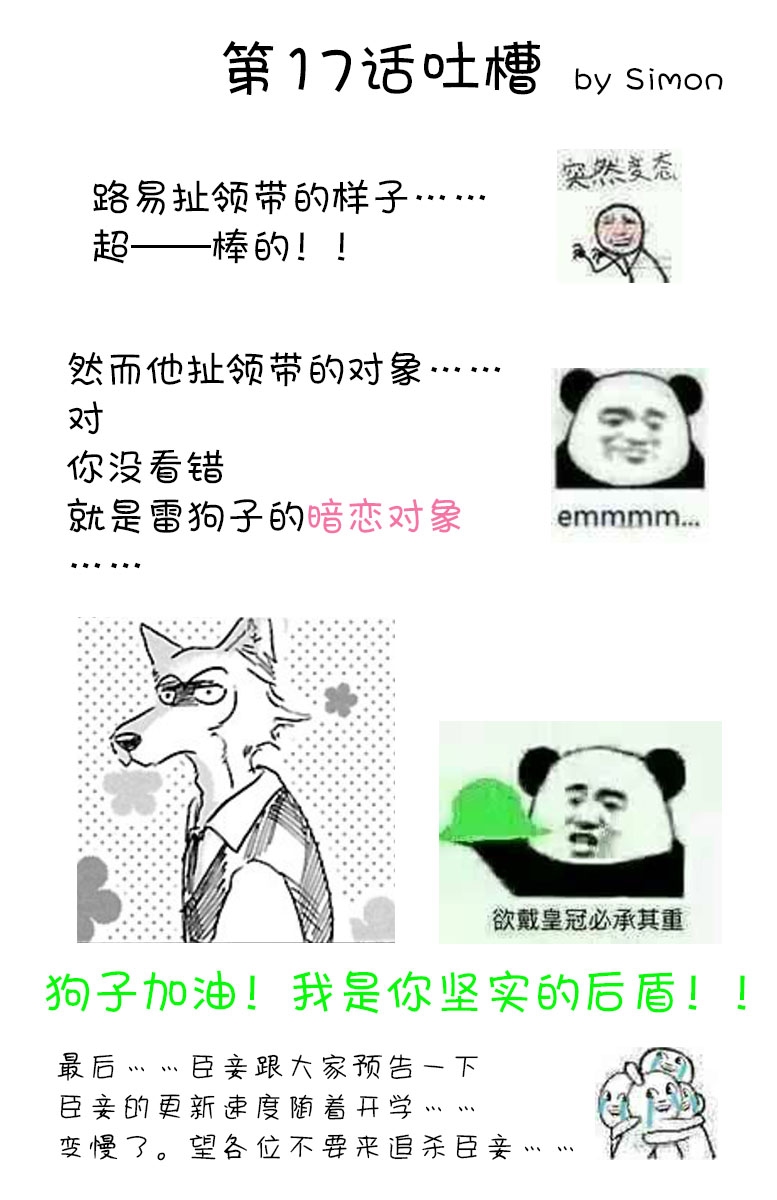 第17话吐槽 by Simon
路易扯领带的样子……
超——棒的！！
突然变态
然而他扯领带的对象……
对
你没看错
就是雷狗子的暗恋对象
……
emmmm...
欲戴皇冠必承其重
狗子加油！我是你坚实的后盾！！
最后……臣妾跟大家预告一下
臣妾的更新速度随着开学……
变慢了。望各位不要来追杀臣妾……